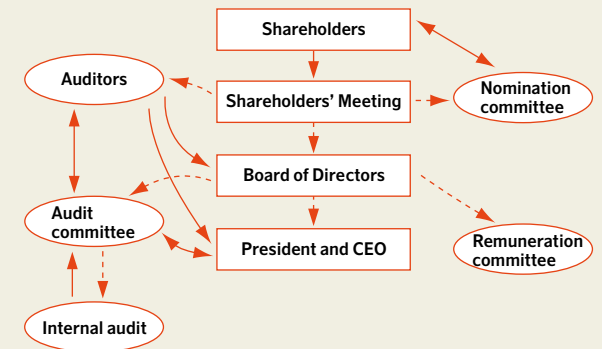 Shareholders
Auditors
Shareholders' Meeting
Nomination
committee
Board of Directors
Audit
committee
President and CEO
Remuneration
committee
Internal audit